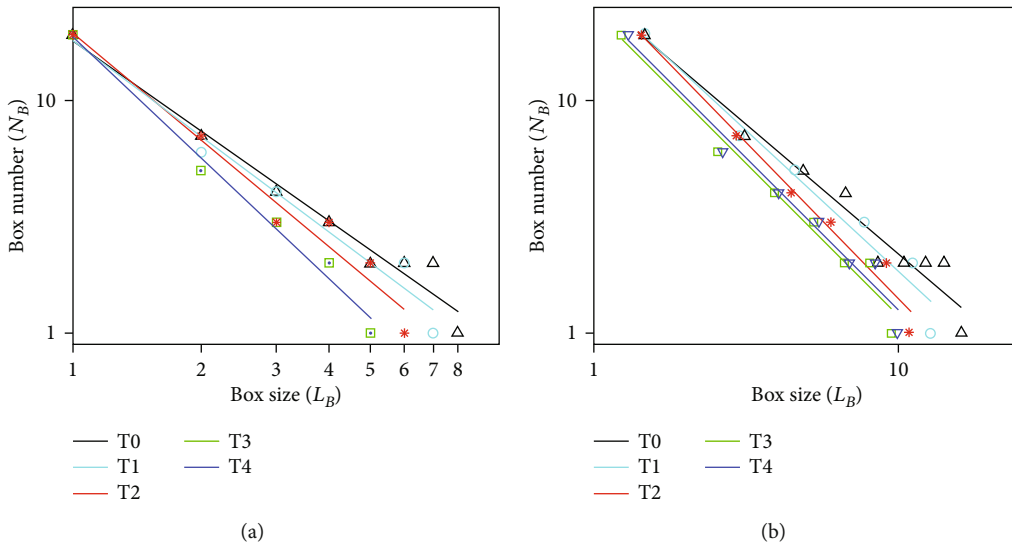 10
1
Box number (N_B)
1
2
3
4
5
6
7
8
Box size (L_B)
T0
T3
T1
T4
T2
(a)
10
1
Box number (N_B)
1
10
Box size (L_B)
T0
T3
T1
T4
T2
(b)